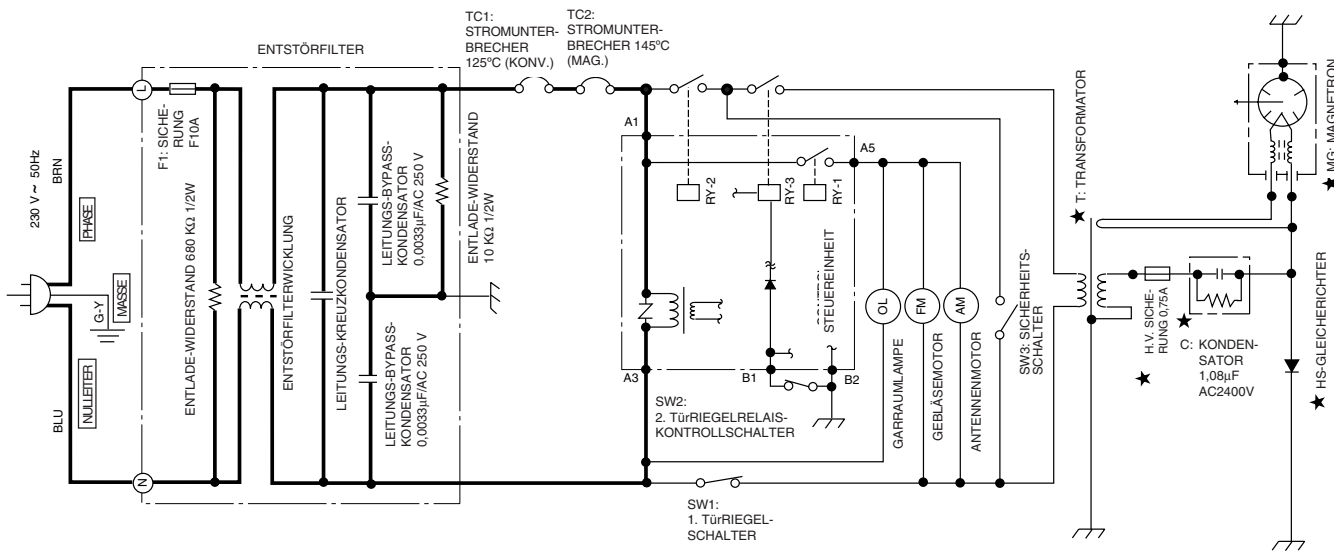 230 V ~ 50Hz
BRN
PHASE
G-Y
MASSE
BLU
NULLEITER
L
N
ENTSTÖRFILTER
F1: SICHE-
RUNG
F10A
ENTLADE-WIDERSTAND 680 KΩ 1/2W
ENTSTÖRFILTERWICKLUNG
LEITUNGS-KREUZKONDENSATOR
LEITUNGS-BYPASS-
KONDENSATOR
0,0033µF/AC 250 V
LEITUNGS-BYPASS-
KONDENSATOR
0,0033µF/AC 250 V
ENTLADE-WIDERSTAND
10 KΩ 1/2W
TC1:
STROMUNTER-
BRECHER
125ºC (KONV.)
TC2:
STROMUNTER-
BRECHER 145ºC
(MAG.)
A1
A5
RY-2
RY-3
RY-1
STEUEREINHEIT
A3
B1
B2
SW2:
2. TürRIEGELRELAIS-
KONTROLLSCHALTER
SW1:
1. TürRIEGEL-
SCHALTER
OL
GARRAUMLAMPE
FM
GEBLÄSEMOTOR
AM
ANTENNENMOTOR
SW3: SICHERHEITS-
SCHALTER
T: TRANSFORMATOR
H.V. SICHE-
RUNG 0,75A
C: KONDEN-
SATOR
1,08µF
AC2400V
MG: MAGNETRON
HS-GLEICHERICHTER